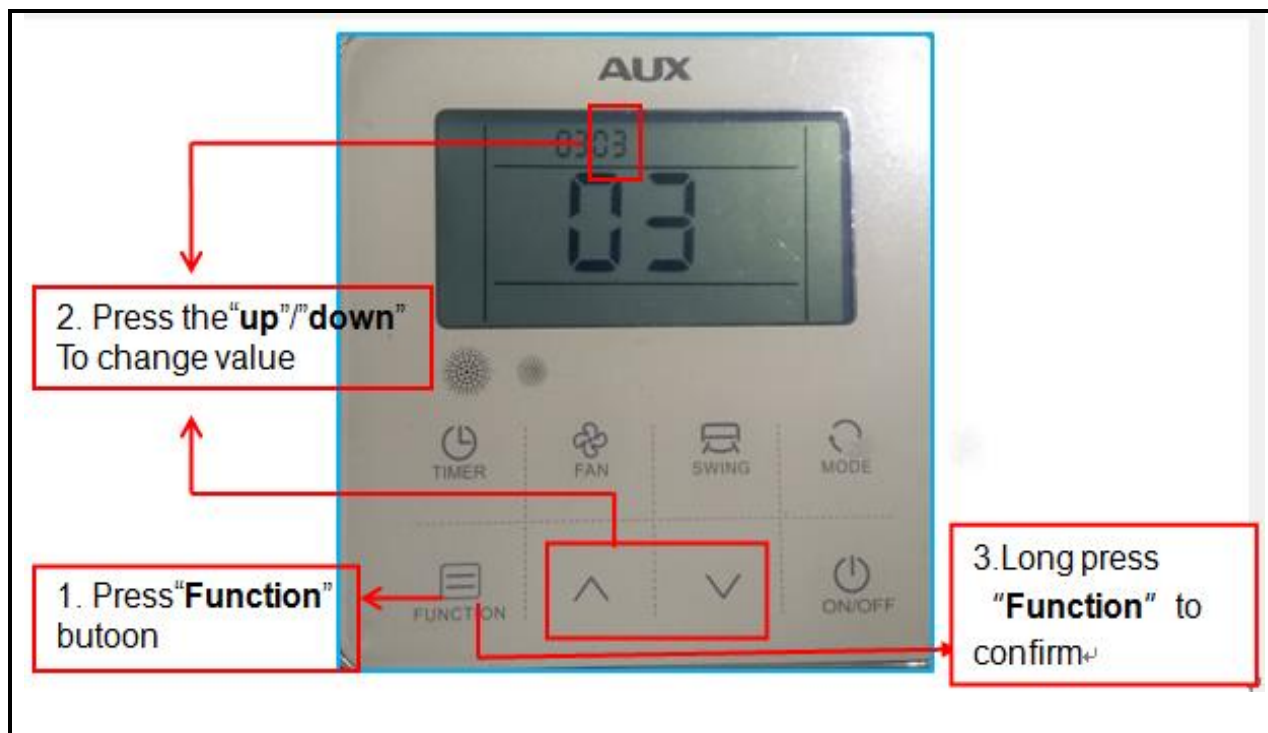 AUX
0303
03
2. Press the“up”/”down”
To change value
TIMER
FAN
SWING
MODE
1. Press“Function”
butoon
FUNCTION
ON/OFF
3.Long press
“Function” to
confirm↵